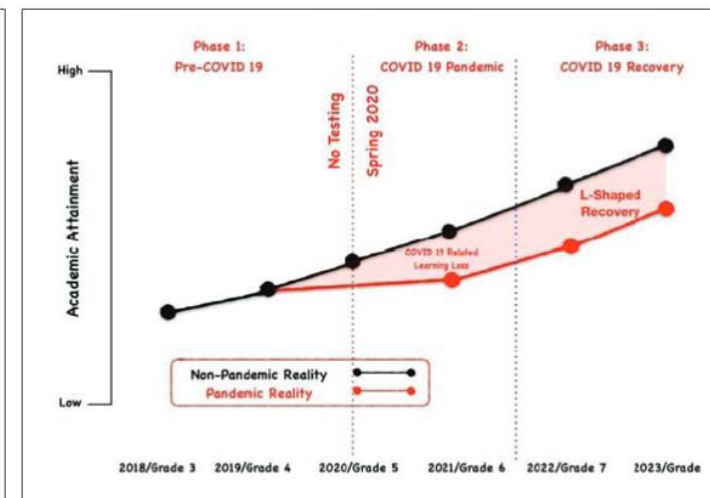 Phase 1:
Pre-COVID 19
Phase 2:
COVID 19 Pandemic
Phase 3:
COVID 19 Recovery
High
No Testing
Spring 2020
Academic Attainment
L-Shaped
Recovery
COVID 19 Related
Learning Loss
Non-Pandemic Reality
Pandemic Reality
Low
2018/Grade 3
2019/Grade 4
2020/Grade 5
2021/Grade 6
2022/Grade 7
2023/Grade